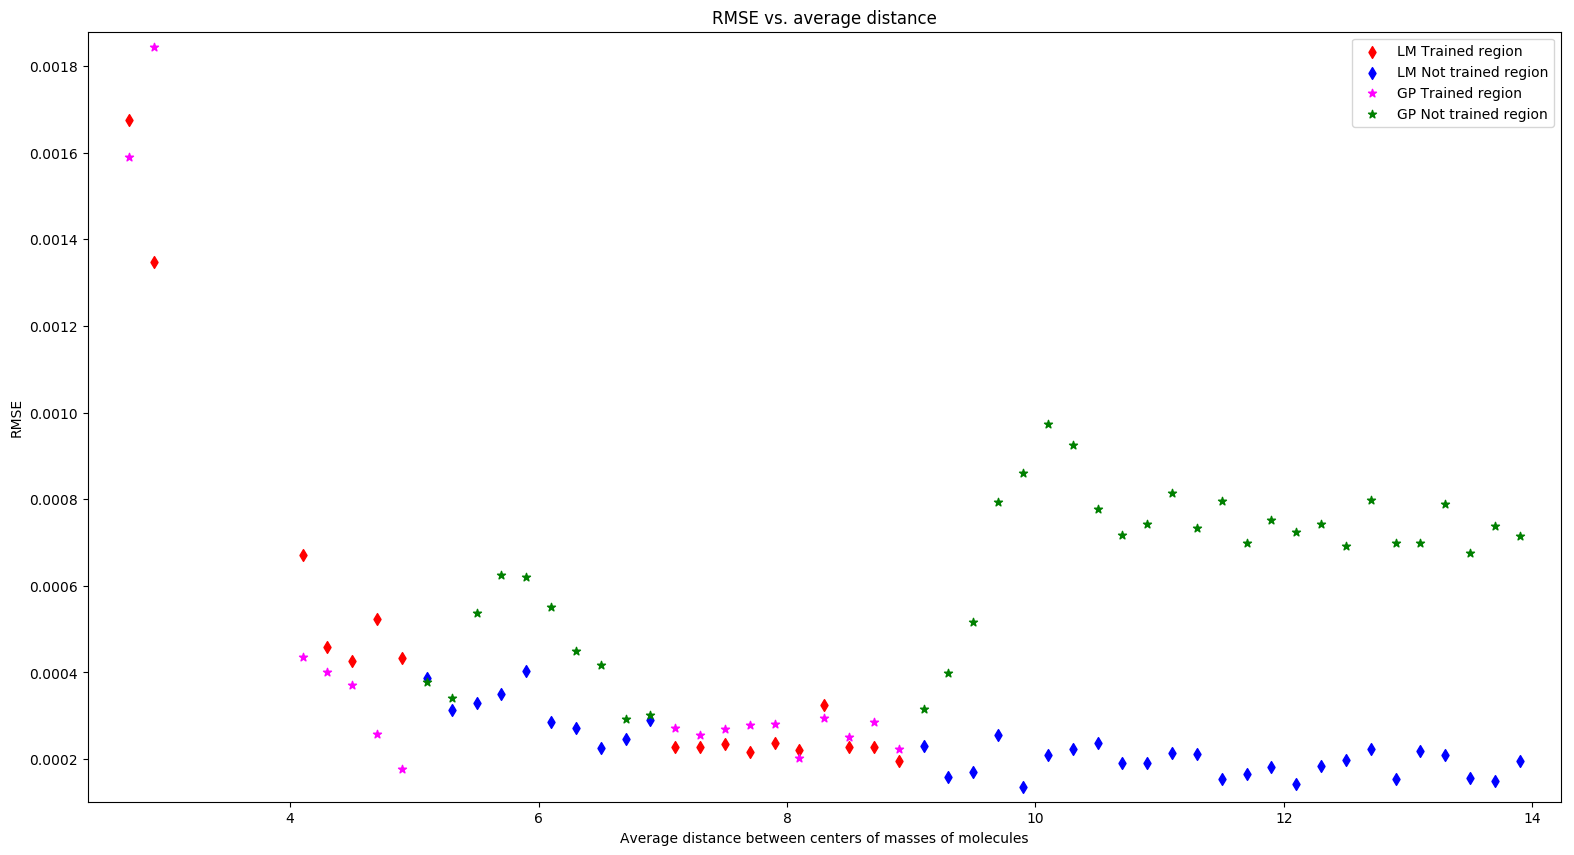 RMSE vs. average distance
LM Trained region
LM Not trained region
GP Trained region
GP Not trained region
0.0018
0.0016
0.0014
0.0012
0.0010
0.0008
0.0006
0.0004
0.0002
RMSE
4 6 8 10 12 14
Average distance between centers of masses of molecules